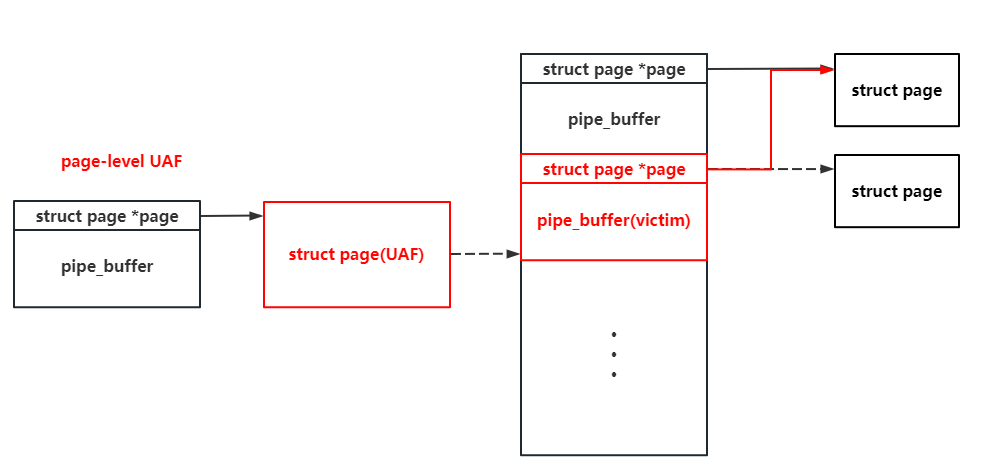 page-level UAF
struct page *page
pipe_buffer
struct page(UAF)
struct page *page
pipe_buffer
struct page *page
pipe_buffer(victim)
struct page
struct page